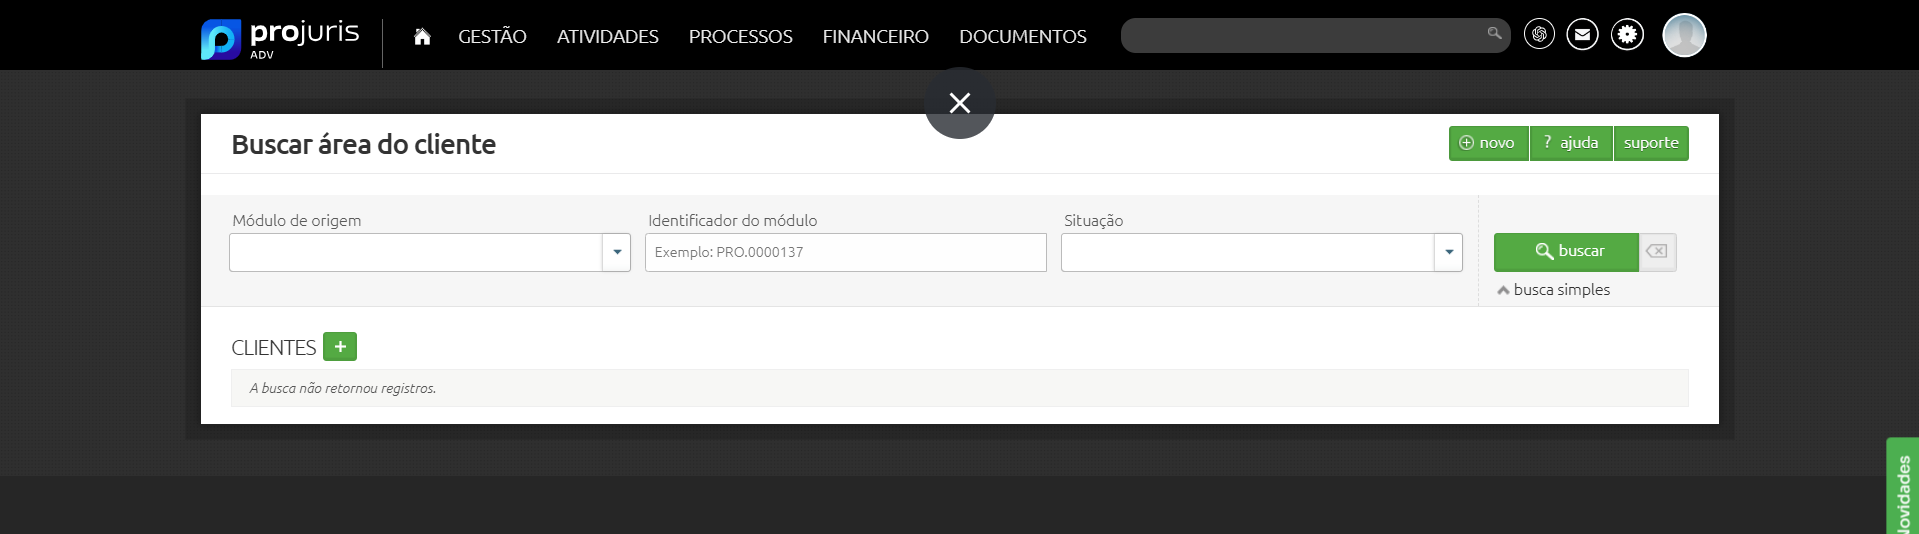 projuris
ADV
GESTÃO ATIVIDADES PROCESSOS FINANCEIRO DOCUMENTOS
Buscar área do cliente
novo ? ajuda suporte
Módulo de origem Identificador do módulo Situação
Exemplo: PRO.0000137 buscar
busca simples
CLIENTES +
A busca não retornou registros.
Novidades